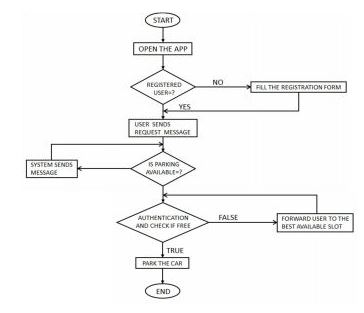 START
OPEN THE APP
REGISTERED
USER=?
NO
FILL THE REGISTRATION FORM
YES
USER SENDS
REQUEST MESSAGE
SYSTEM SENDS
MESSAGE
IS PARKING
AVAILABLE=?
AUTHENTICATION
AND CHECK IF FREE
FALSE
FORWARD USER TO THE
BEST AVAILABLE SLOT
TRUE
PARK THE CAR
END